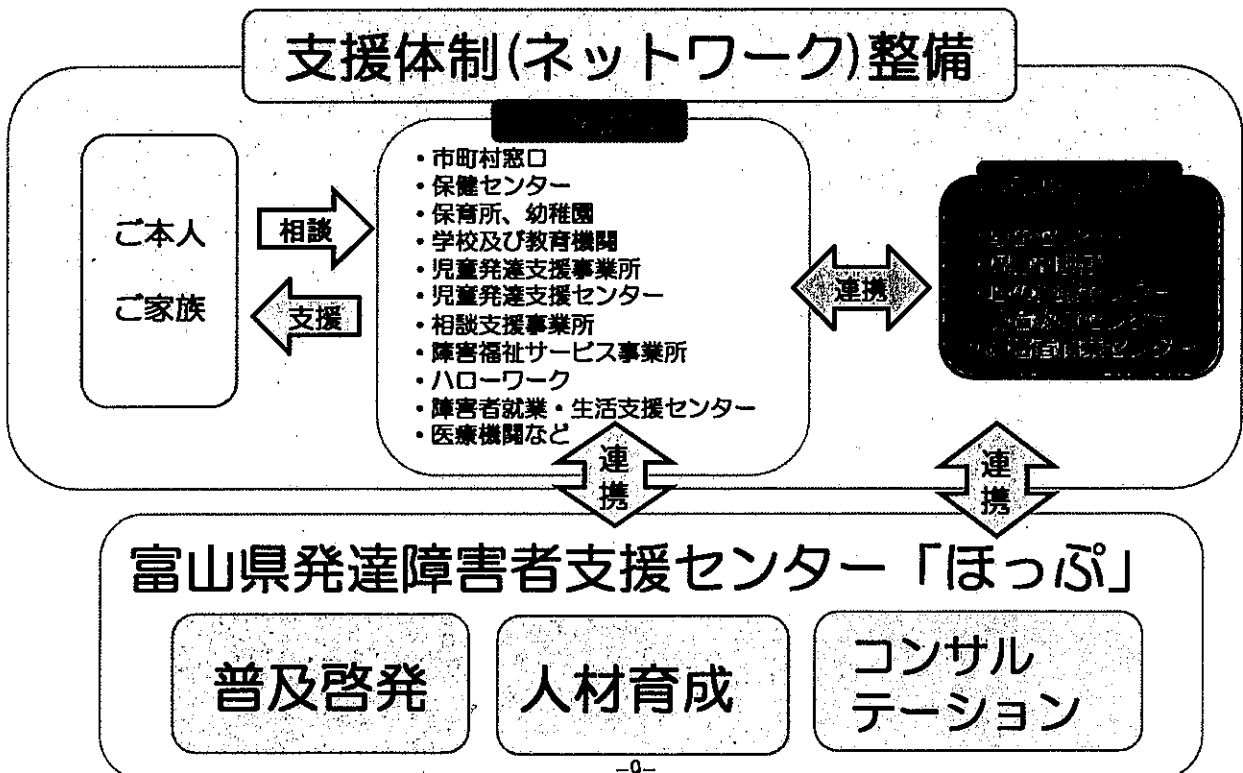 支援体制(ネットワーク)整備
ご本人
ご家族
相談
支援
・市町村窓口
・保健センター
・保育所、幼稚園
・学校及び教育機関
・児童発達支援事業所
・児童発達支援センター
・相談支援事業所
・障害福祉サービス事業所
・ハローワーク
・障害者就業・生活支援センター
・医療機関など
連携
連携
連携
富山県発達障害者支援センター「ほっぷ」
普及啓発
人材育成
コンサル
テーション
-9-